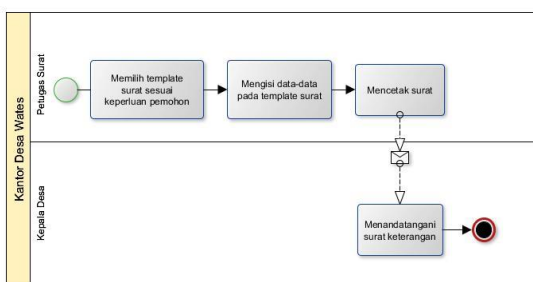 Kantor Desa Wates
Petugas Surat
Memilih template
surat sesuai
keperluan pemohon
Mengisi data-data
pada template surat
Mencetak surat
Kepala Desa
Menandatangani
surat keterangan